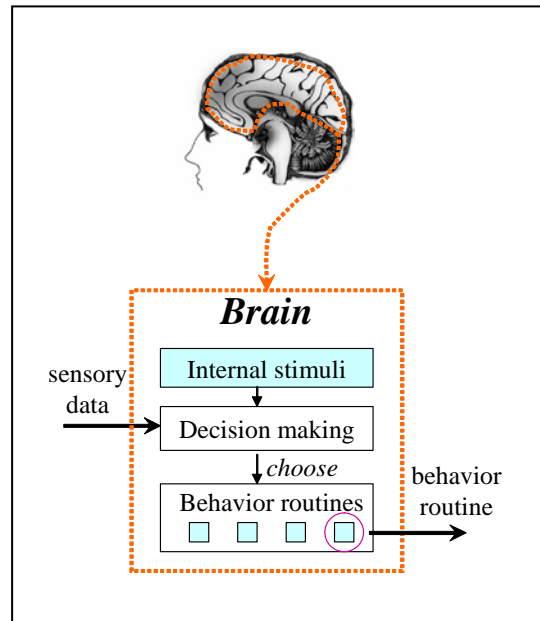 Brain
Internal stimuli
sensory
data
Decision making
choose
Behavior routines
behavior
routine